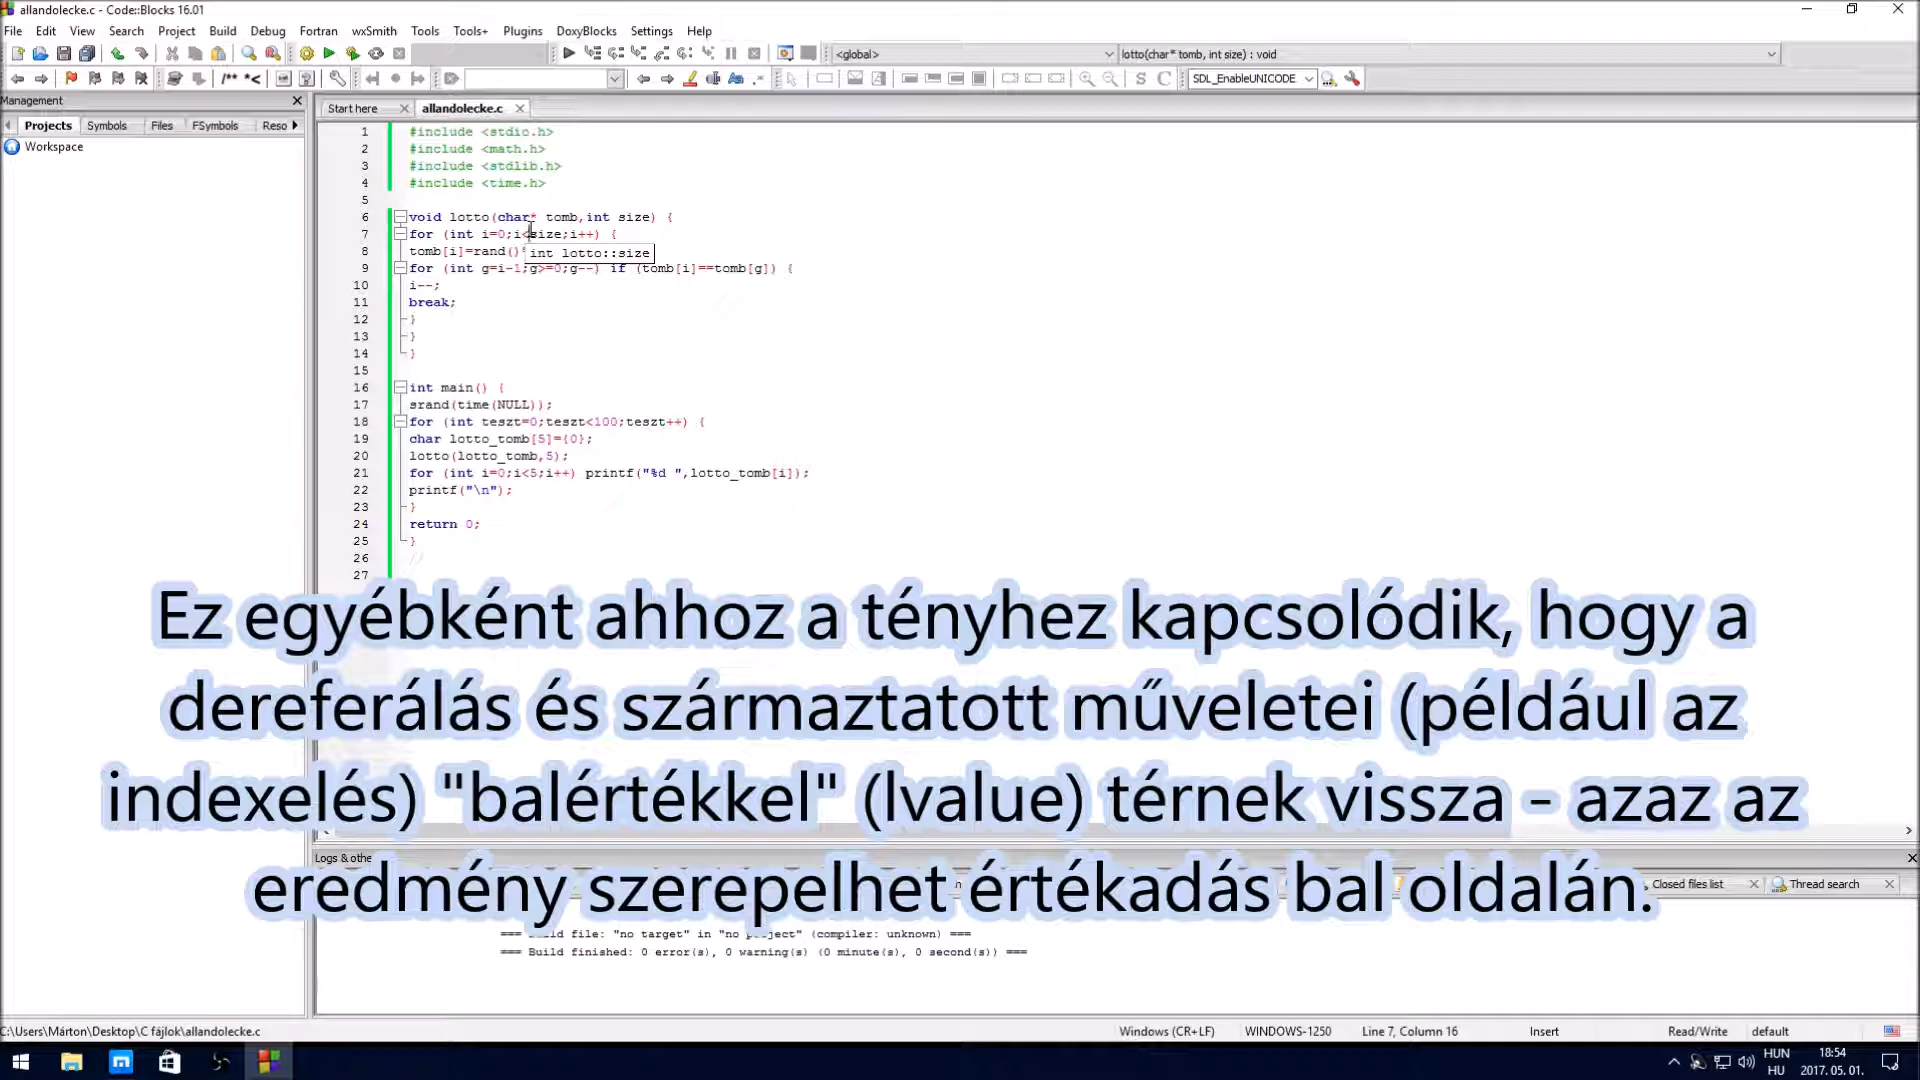 allandolecke.c - Code::Blocks 16.01
File Edit View Search Project Build Debug Fortran wxSmith Tools Tools+ Plugins DoxyBlocks Settings Help
<global> lotto(char* tomb, int size) : void
/** *< SDL_EnableUNICODE
S C
Management
Start here allandolecke.c
Projects Symbols Files FSymbols Reso
Workspace
1 #include <stdio.h>
2 #include <math.h>
3 #include <stdlib.h>
4 #include <time.h>
5
6 void lotto(char* tomb,int size) {
7 for (int i=0;i<size;i++) {
8 tomb[i]=rand()
int lotto::size
9 for (int g=i-1;g>=0;g--) if (tomb[i]==tomb[g]) {
10 i--;
11 break;
12 }
13 }
14 }
15
16 int main() {
17 srand(time(NULL));
18 for (int teszt=0;teszt<100;teszt++) {
19 char lotto_tomb[5]={0};
20 lotto(lotto_tomb,5);
21 for (int i=0;i<5;i++) printf("%d ",lotto_tomb[i]);
22 printf("\n");
23 }
24 return 0;
25 }
26 //
27
Ez egyébként ahhoz a tényhez kapcsolódik, hogy a
dereferálás és származtatott műveletei (például az
indexelés) "balértékkel" (lvalue) térnek vissza - azaz az
eredmény szerepelhet értékadás bal oldalán.
Logs & othe
Closed files list Thread search
=== Build file: "no target" in "no project" (compiler: unknown) ===
=== Build finished: 0 error(s), 0 warning(s) (0 minute(s), 0 second(s)) ===
C:\Users\Márton\Desktop\C fájlok\allandolecke.c Windows (CR+LF) WINDOWS-1250 Line 7, Column 16 Insert Read/Write default
HUN 18:54
HU 2017. 05. 01.